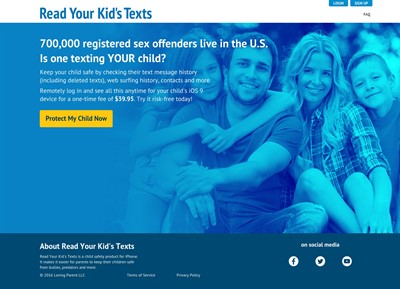 LOGIN SIGN UP
Read Your Kid's Texts
FAQ
700,000 registered sex offenders live in the U.S.
Is one texting YOUR child?
Keep your child safe by checking their text message history
(including deleted texts), web surfing history, contacts and more
Remotely log in and see all this anytime for your child's iOS 9
device for a one-time fee of $39.95. Try it risk-free today!
Protect My Child Now
About Read Your Kid's Texts
on social media
Read Your Kid's Texts is a child safety product for iPhone.
It makes it easier for parents to keep their children safe
from bullies, predators and more.
© 2016 Loving Parent LLC
Terms of Service
Privacy Policy